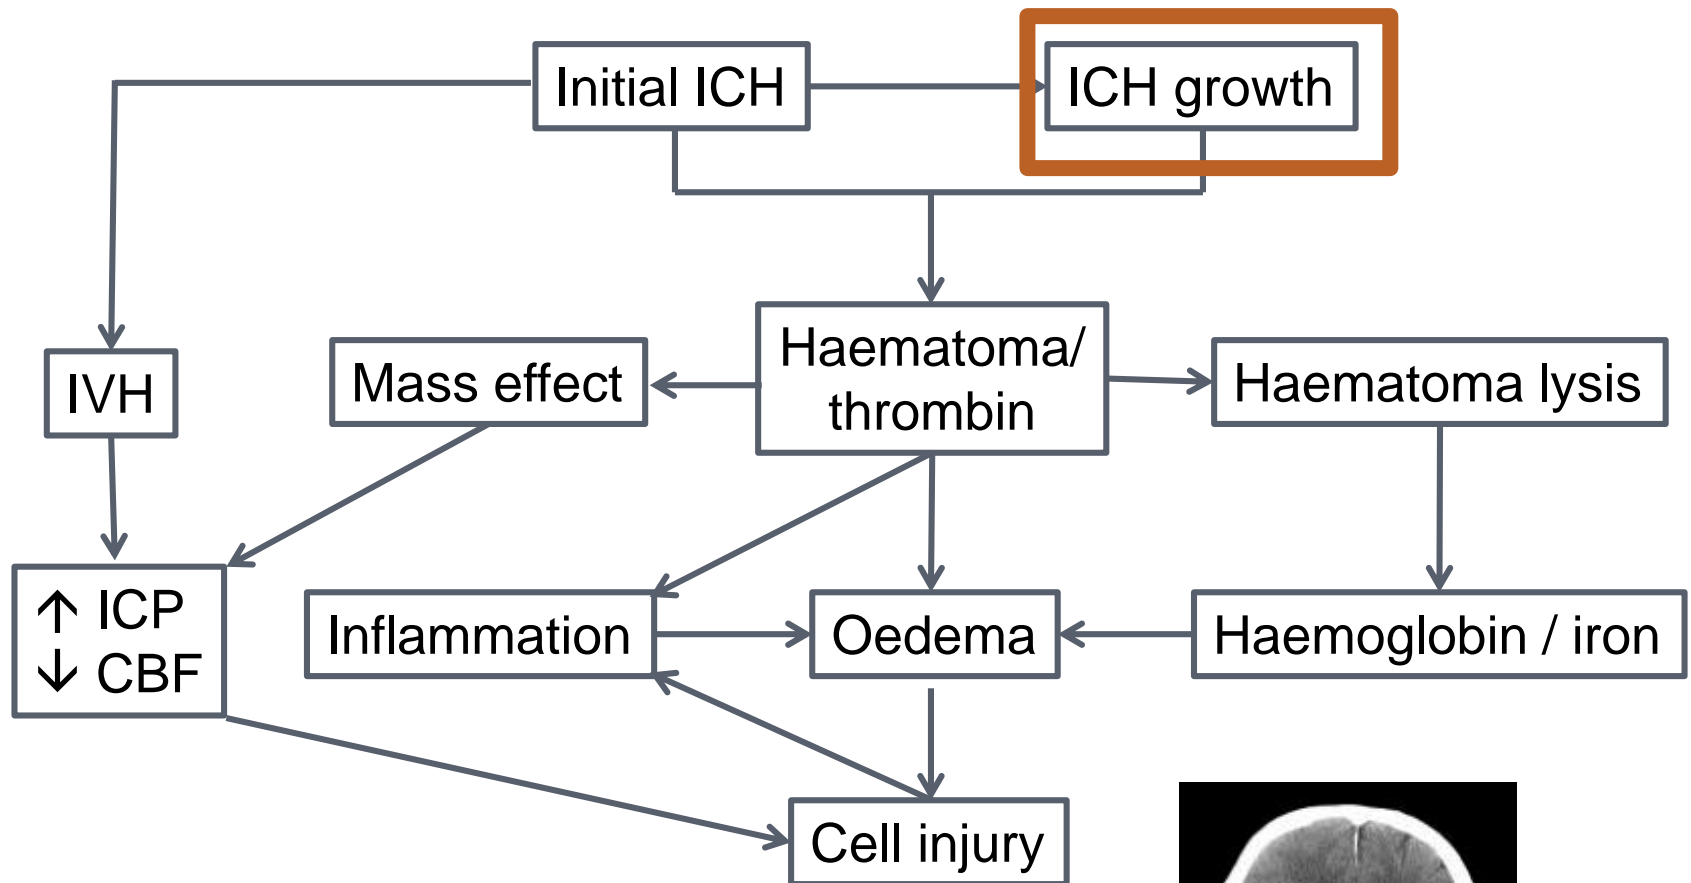 Initial ICH
ICH growth
IVH
Mass effect
Haematoma/
thrombin
Haematoma lysis
↑ ICP
↓ CBF
Inflammation
Oedema
Haemoglobin / iron
Cell injury